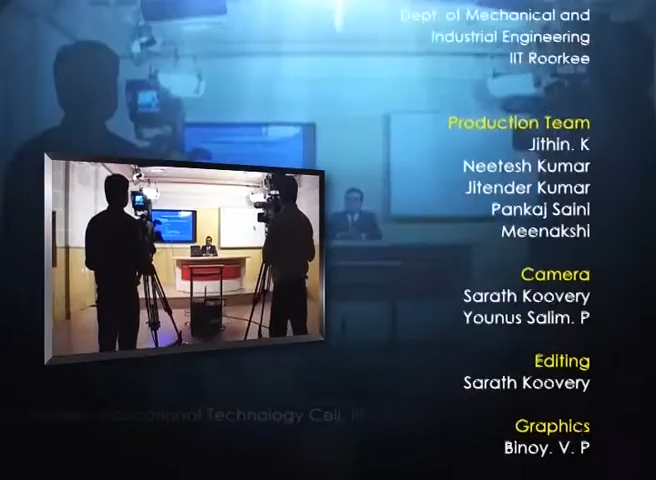 Dept. of Mechanical and
Industrial Engineering
IIT Roorkee
Production Team
Jithin. K
Neetesh Kumar
Jitender Kumar
Pankaj Saini
Meenakshi
Camera
Sarath Koovery
Younus Salim. P
Editing
Sarath Koovery
Graphics
Binoy. V. P
Educational Technology Cell,